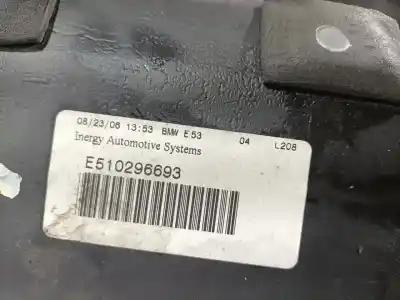 08/23/06 13:53 BMW E53 04 L208
Inergy Automotive Systems
E510296693